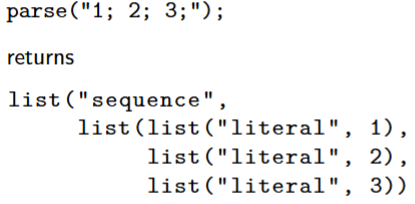 parse("1; 2; 3;");
returns
list("sequence",
list(list("literal", 1),
list("literal", 2),
list("literal", 3))